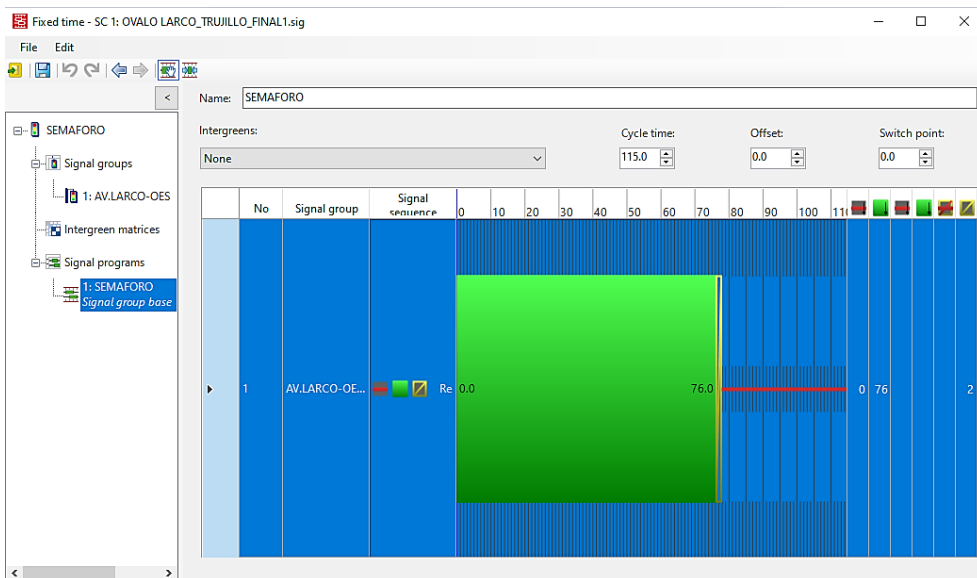 Fixed time - SC 1: OVALO LARCO_TRUJILLO_FINAL1.sig
File Edit
<
Name: SEMAFORO
SEMAFORO
Signal groups
1: AV.LARCO-OES
Intergreen matrices
Signal programs
1: SEMAFORO
Signal group base
Intergreens: Cycle time: Offset: Switch point:
None 115.0 0.0 0.0
No Signal group Signal sequence 0 10 20 30 40 50 60 70 80 90 100 110
1 AV.LARCO-OE... Re 0.0 76.0 0 76 2
< >